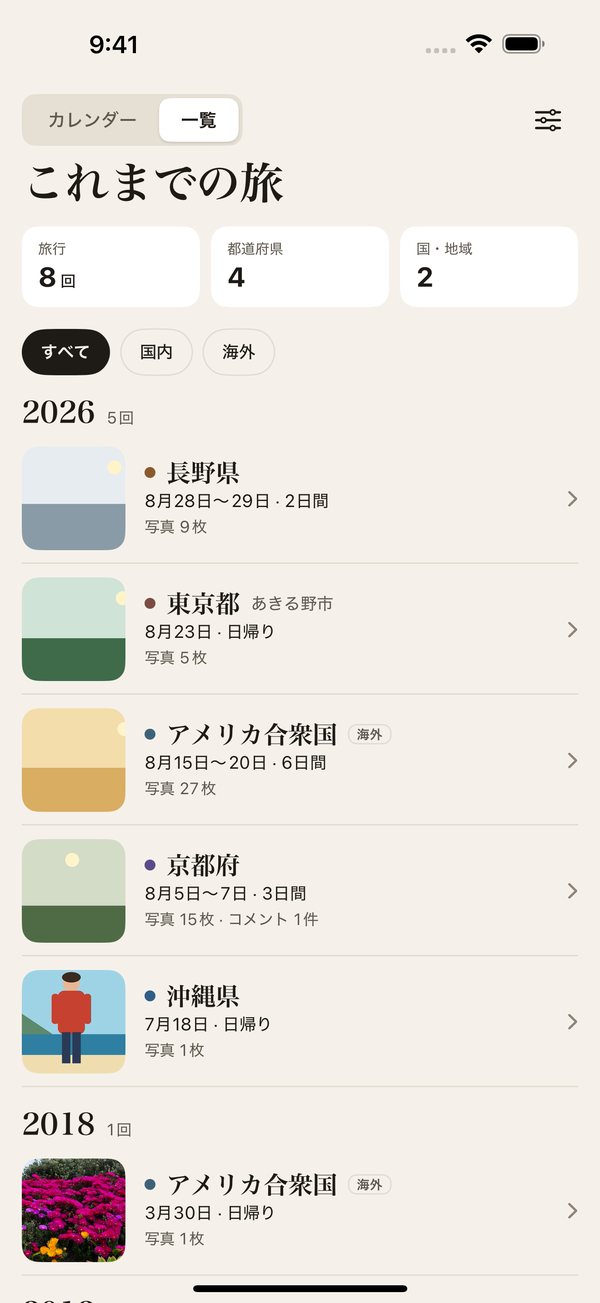 9:41
カレンダー 一覧
これまでの旅
旅行 都道府県 国・地域
8回 4 2
すべて 国内 海外
2026 5回
長野県
8月28日〜29日 · 2日間
写真 9枚
東京都 あきる野市
8月23日 · 日帰り
写真 5枚
アメリカ合衆国 海外
8月15日〜20日 · 6日間
写真 27枚
京都府
8月5日〜7日 · 3日間
写真 15枚 · コメント 1件
沖縄県
7月18日 · 日帰り
写真 1枚
2018 1回
アメリカ合衆国 海外
3月30日 · 日帰り
写真 1枚